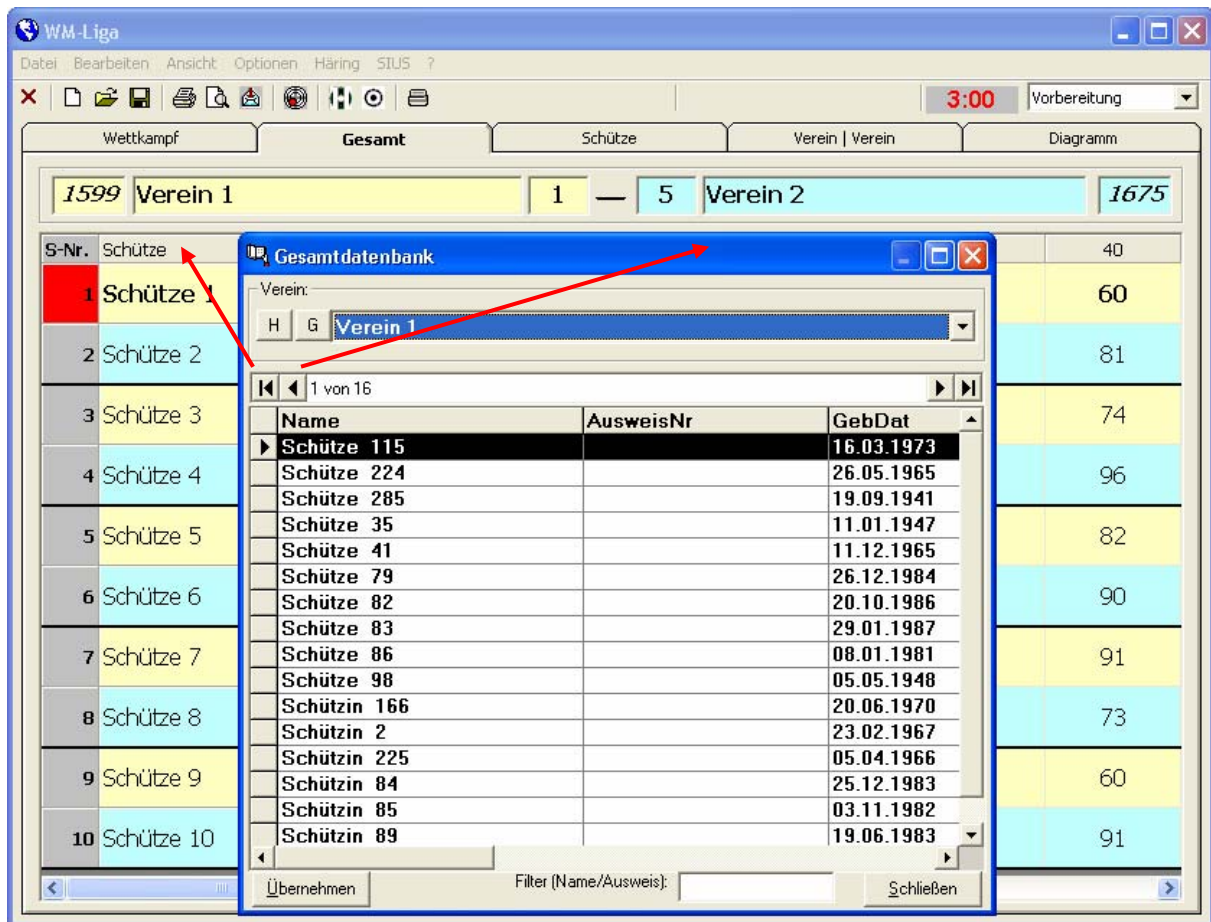 WM-Liga
Datei Bearbeiten Ansicht Optionen Häring SIUS ?
3:00 Vorbereitung
Wettkampf Gesamt Schütze Verein | Verein Diagramm
1599 Verein 1 1 — 5 Verein 2 1675
S-Nr. Schütze 40
1 Schütze 1 60
2 Schütze 2 81
3 Schütze 3 74
4 Schütze 4 96
5 Schütze 5 82
6 Schütze 6 90
7 Schütze 7 91
8 Schütze 8 73
9 Schütze 9 60
10 Schütze 10 91
Gesamtdatenbank
Verein:
H G Verein 1
1 von 16
Name AusweisNr GebDat
Schütze 115 16.03.1973
Schütze 224 26.05.1965
Schütze 285 19.09.1941
Schütze 35 11.01.1947
Schütze 41 11.12.1965
Schütze 79 26.12.1984
Schütze 82 20.10.1986
Schütze 83 29.01.1987
Schütze 86 08.01.1981
Schütze 98 05.05.1948
Schützin 166 20.06.1970
Schützin 2 23.02.1967
Schützin 225 05.04.1966
Schützin 84 25.12.1983
Schützin 85 03.11.1982
Schützin 89 19.06.1983
Übernehmen Filter (Name/Ausweis): Schließen